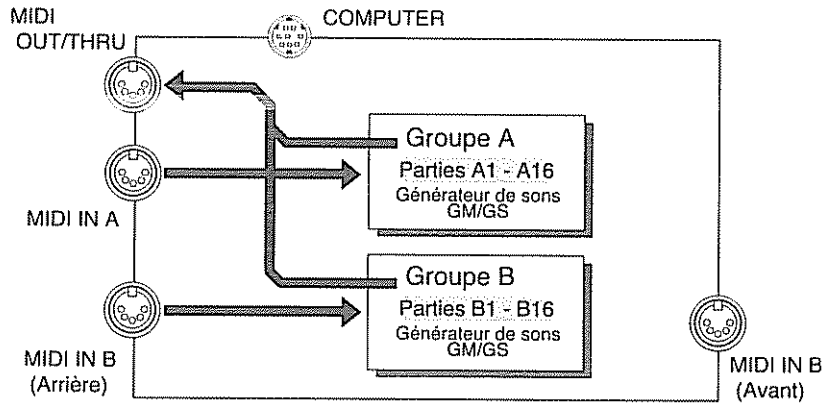 MIDI
OUT/THRU
COMPUTER
Groupe A
Parties A1 - A16
Générateur de sons
GM/GS
MIDI IN A
Groupe B
Parties B1 - B16
Générateur de sons
GM/GS
MIDI IN B
(Arrière)
MIDI IN B
(Avant)